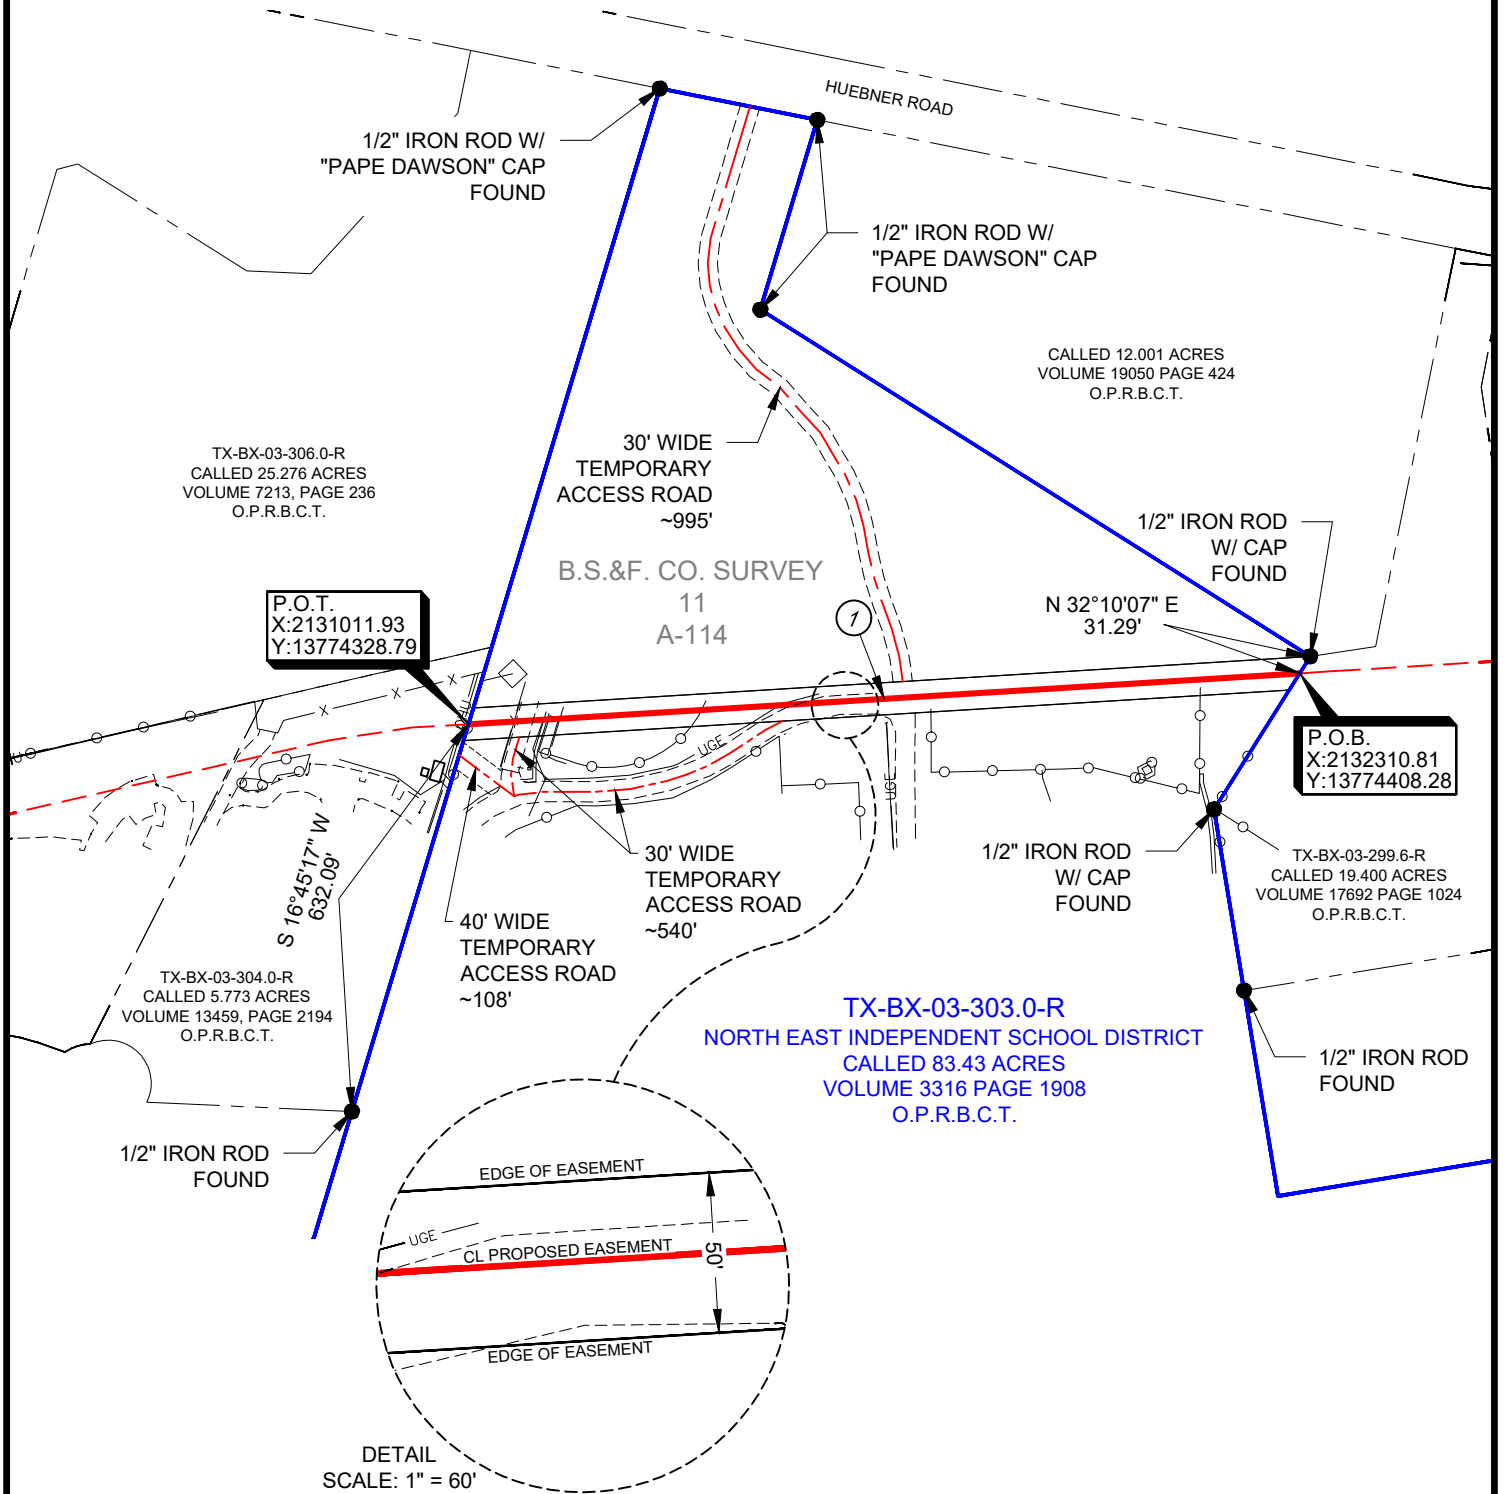 HUEBNER ROAD
1/2" IRON ROD W/
"PAPE DAWSON" CAP
FOUND
1/2" IRON ROD W/
"PAPE DAWSON" CAP
FOUND
CALLED 12.001 ACRES
VOLUME 19050 PAGE 424
O.P.R.B.C.T.
30' WIDE
TEMPORARY
ACCESS ROAD
~995'
TX-BX-03-306.0-R
CALLED 25.276 ACRES
VOLUME 7213, PAGE 236
O.P.R.B.C.T.
1/2" IRON ROD
W/ CAP
FOUND
B.S.&F. CO. SURVEY
11
A-114
P.O.T.
X:2131011.93
Y:13774328.79
1
N 32°10'07" E
31.29'
X
X
X
UGE
UGE
P.O.B.
X:2132310.81
Y:13774408.28
S 16°45'17" W
632.09'
30' WIDE
TEMPORARY
ACCESS ROAD
~540'
1/2" IRON ROD
W/ CAP
FOUND
TX-BX-03-299.6-R
CALLED 19.400 ACRES
VOLUME 17692 PAGE 1024
O.P.R.B.C.T.
40' WIDE
TEMPORARY
ACCESS ROAD
~108'
TX-BX-03-304.0-R
CALLED 5.773 ACRES
VOLUME 13459, PAGE 2194
O.P.R.B.C.T.
TX-BX-03-303.0-R
NORTH EAST INDEPENDENT SCHOOL DISTRICT
CALLED 83.43 ACRES
VOLUME 3316 PAGE 1908
O.P.R.B.C.T.
1/2" IRON ROD
FOUND
1/2" IRON ROD
FOUND
EDGE OF EASEMENT
UGE
CL PROPOSED EASEMENT
50'
EDGE OF EASEMENT
DETAIL
SCALE: 1" = 60'